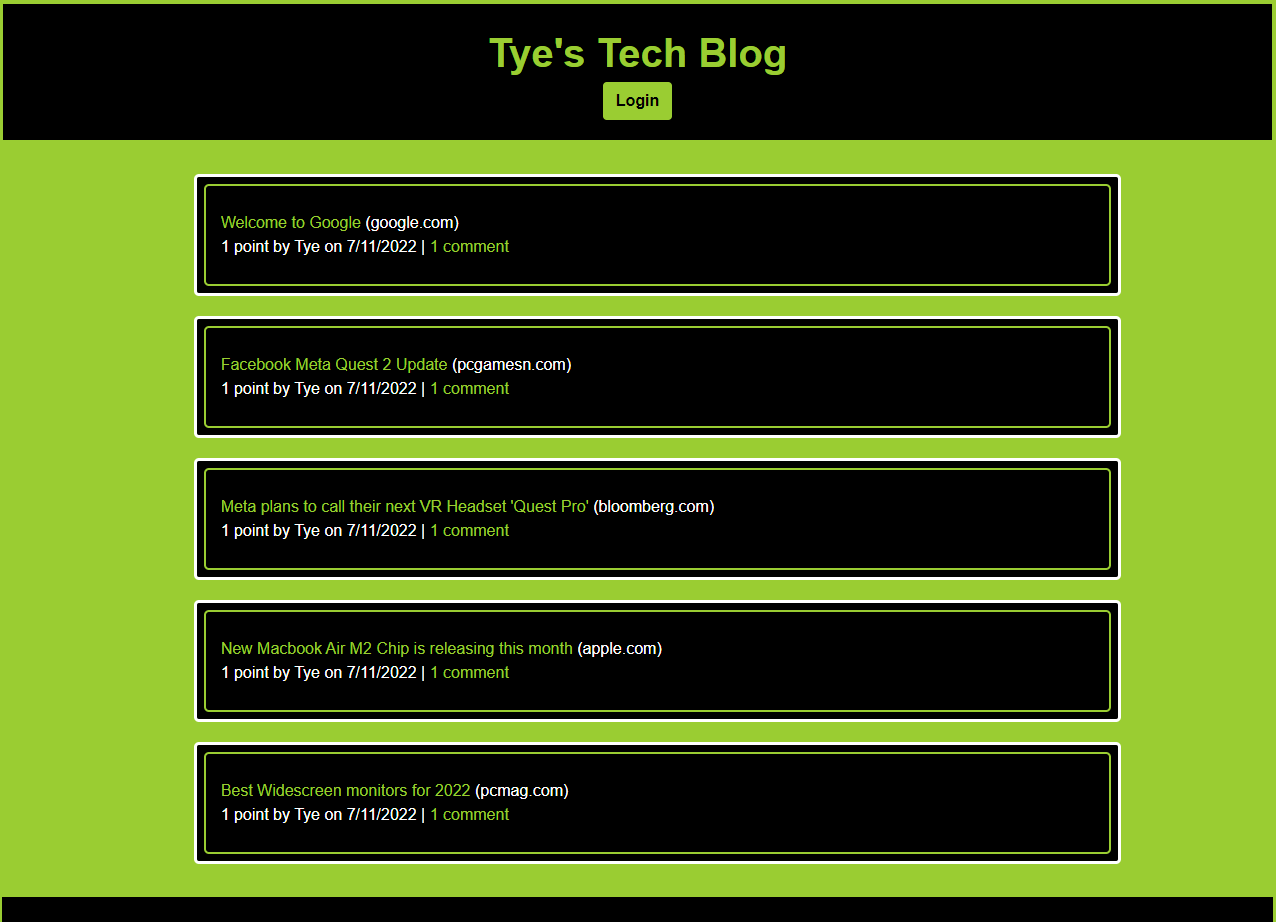 Tye's Tech Blog
Login
Welcome to Google (google.com)
1 point by Tye on 7/11/2022 | 1 comment
Facebook Meta Quest 2 Update (pcgamesn.com)
1 point by Tye on 7/11/2022 | 1 comment
Meta plans to call their next VR Headset 'Quest Pro' (bloomberg.com)
1 point by Tye on 7/11/2022 | 1 comment
New Macbook Air M2 Chip is releasing this month (apple.com)
1 point by Tye on 7/11/2022 | 1 comment
Best Widescreen monitors for 2022 (pcmag.com)
1 point by Tye on 7/11/2022 | 1 comment